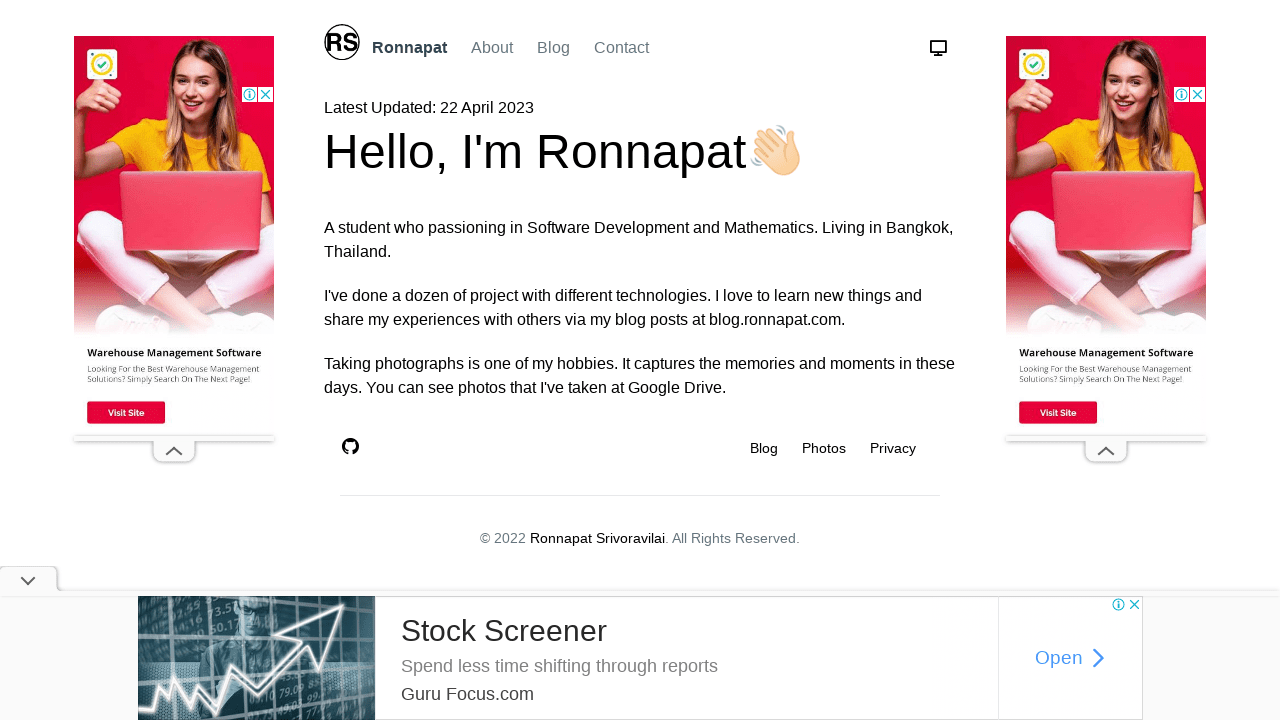 RS
Ronnapat About Blog Contact
Latest Updated: 22 April 2023
Hello, I'm Ronnapat👋🏻
A student who passioning in Software Development and Mathematics. Living in Bangkok,
Thailand.
I've done a dozen of project with different technologies. I love to learn new things and
share my experiences with others via my blog posts at blog.ronnapat.com.
Taking photographs is one of my hobbies. It captures the memories and moments in these
days. You can see photos that I've taken at Google Drive.
Blog Photos Privacy
© 2022 Ronnapat Srivoravilai. All Rights Reserved.
Warehouse Management Software
Looking For the Best Warehouse Management
Solutions? Simply Search On The Next Page!
Visit Site
Warehouse Management Software
Looking For the Best Warehouse Management
Solutions? Simply Search On The Next Page!
Visit Site
Stock Screener
Spend less time shifting through reports
Guru Focus.com
Open